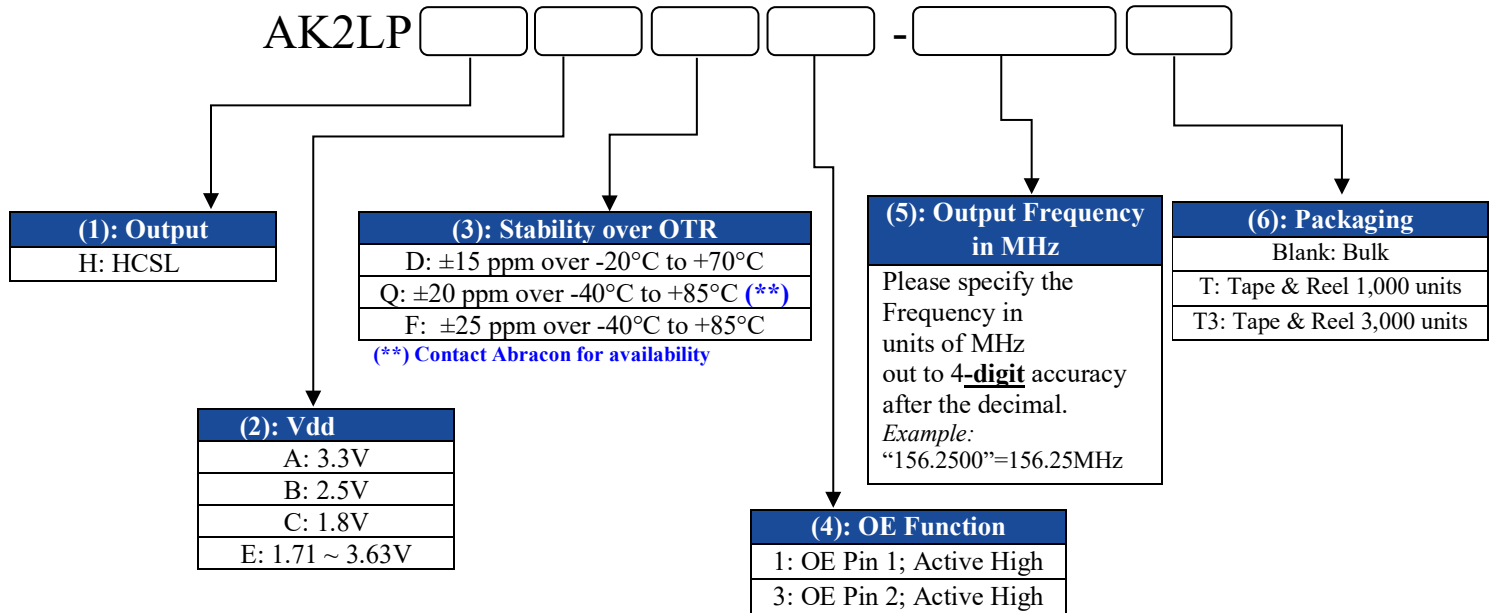 AK2LP -
(1): Output
H: HCSL
(2): Vdd
A: 3.3V
B: 2.5V
C: 1.8V
E: 1.71 ~ 3.63V
(3): Stability over OTR
D: ±15 ppm over -20°C to +70°C
Q: ±20 ppm over -40°C to +85°C (**)
F: ±25 ppm over -40°C to +85°C
(**) Contact Abracon for availability
(4): OE Function
1: OE Pin 1; Active High
3: OE Pin 2; Active High
(5): Output Frequency
in MHz
Please specify the
Frequency in
units of MHz
out to 4-digit accuracy
after the decimal.
Example:
“156.2500”=156.25MHz
(6): Packaging
Blank: Bulk
T: Tape & Reel 1,000 units
T3: Tape & Reel 3,000 units